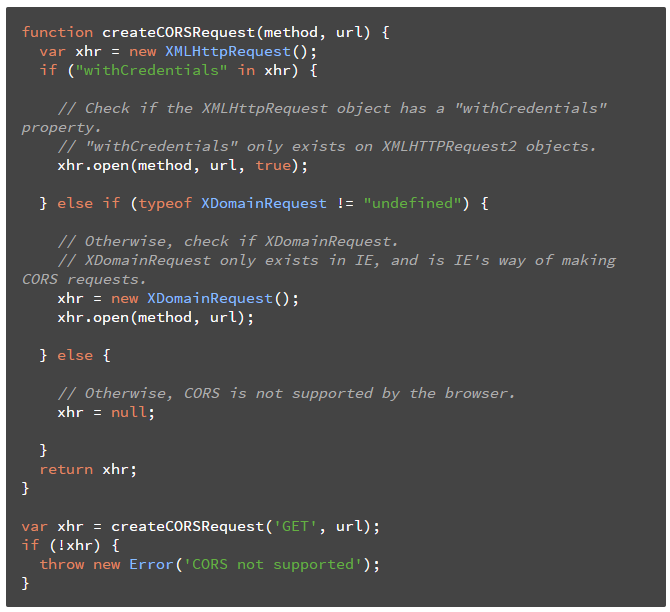 function createCORSRequest(method, url) {
  var xhr = new XMLHttpRequest();
  if ("withCredentials" in xhr) {

    // Check if the XMLHttpRequest object has a "withCredentials"
property.
    // "withCredentials" only exists on XMLHTTPRequest2 objects.
    xhr.open(method, url, true);

  } else if (typeof XDomainRequest != "undefined") {

    // Otherwise, check if XDomainRequest.
    // XDomainRequest only exists in IE, and is IE's way of making
CORS requests.
    xhr = new XDomainRequest();
    xhr.open(method, url);

  } else {

    // Otherwise, CORS is not supported by the browser.
    xhr = null;

  }
  return xhr;
}

var xhr = createCORSRequest('GET', url);
if (!xhr) {
  throw new Error('CORS not supported');
}